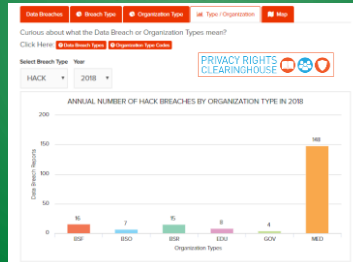 Data Breaches Breach Type Organization Type Type / Organization Map
Curious about what the Data Breach or Organization Types mean?
Click Here: Data Breach Types Organization Type Codes
Select Breach Type Year
HACK 2018
PRIVACY RIGHTS
CLEARINGHOUSE
ANNUAL NUMBER OF HACK BREACHES BY ORGANIZATION TYPE IN 2018
200
150
100
50
0
Data Breach Reports
15 7 15 8 4 148
BSF BSO BSR EDU GOV MED
Organization Types